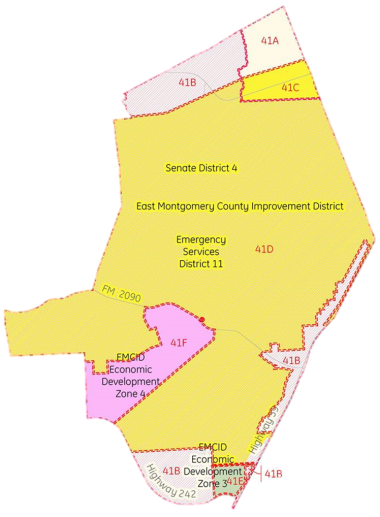 41A
41B
41C
Senate District 4
East Montgomery County Improvement District
Emergency
Services
District 11
41D
FM 2090
41F
EMCID
Economic
Development
Zone 4
41B
Highway 59
EMCID
Economic
Development
Zone 3
41B
41E
41B
Highway 242